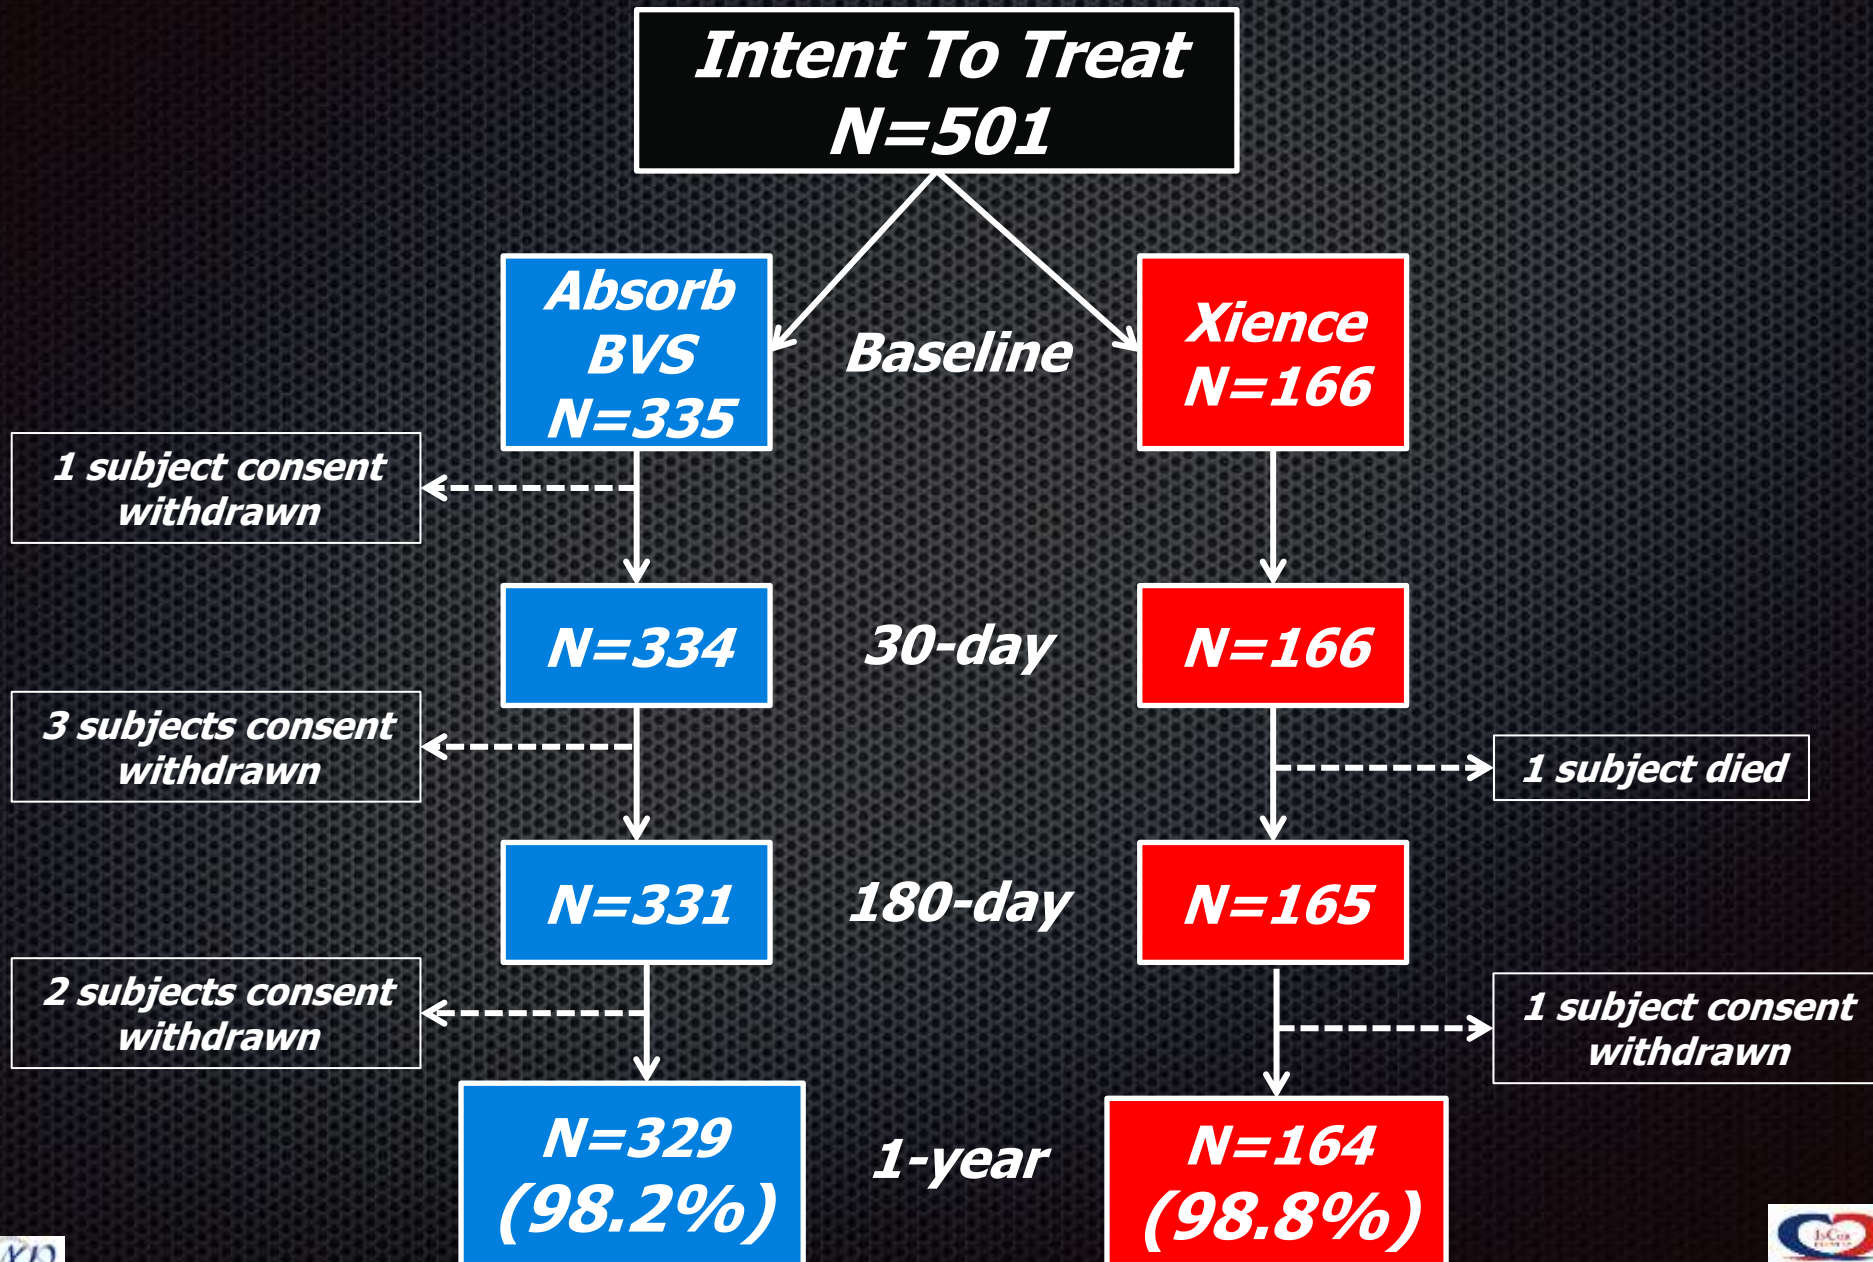 Intent To Treat
N=501
Absorb
BVS
N=335
Baseline
Xience
N=166
1 subject consent
withdrawn
N=334
30-day
N=166
3 subjects consent
withdrawn
1 subject died
N=331
180-day
N=165
2 subjects consent
withdrawn
1 subject consent
withdrawn
N=329
(98.2%)
1-year
N=164
(98.8%)